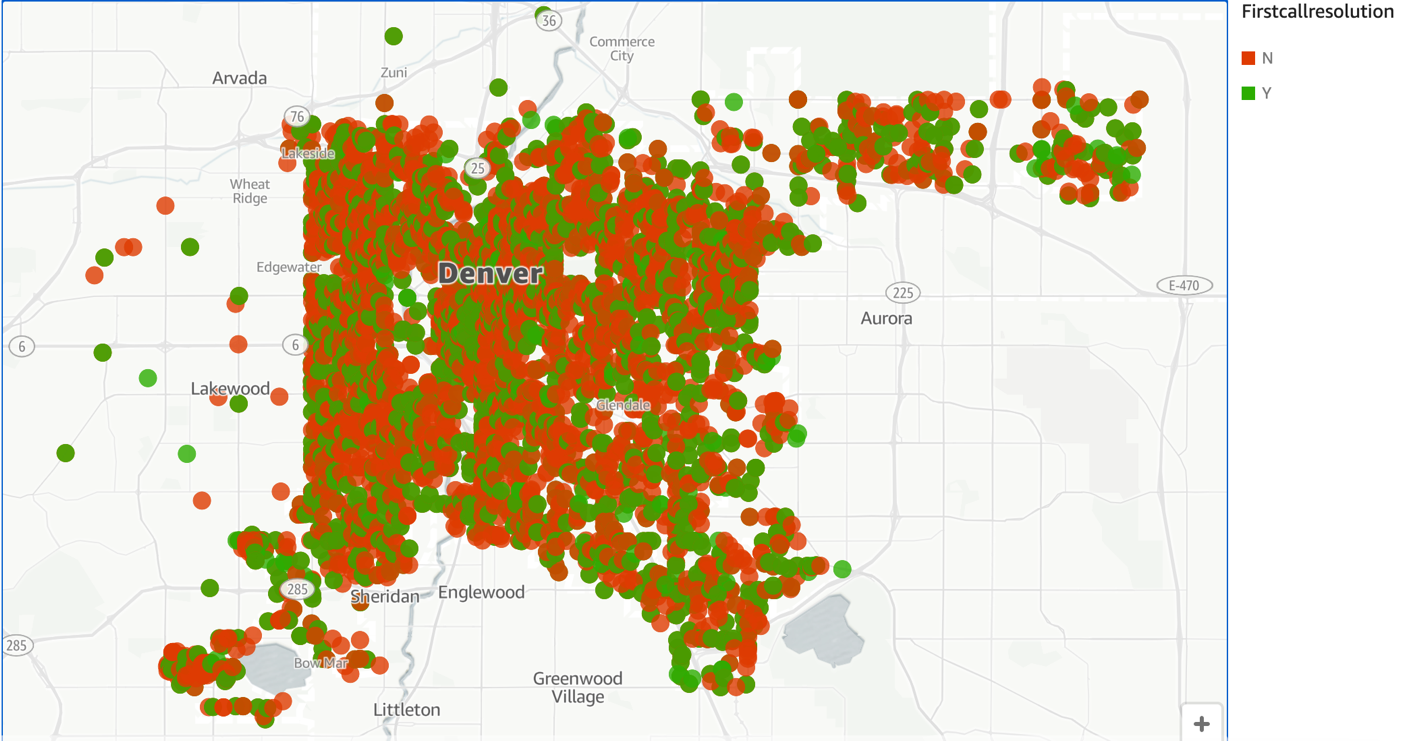 Firstcallresolution
N
Y
36
Commerce
City
Zuni
Arvada
76
Lakeside
25
Wheat
Ridge
Edgewater
Denver
E-470
225
Aurora
6
6
Lakewood
Glendale
285
Sheridan
Englewood
285
Bow Mar
Greenwood
Village
Littleton
+